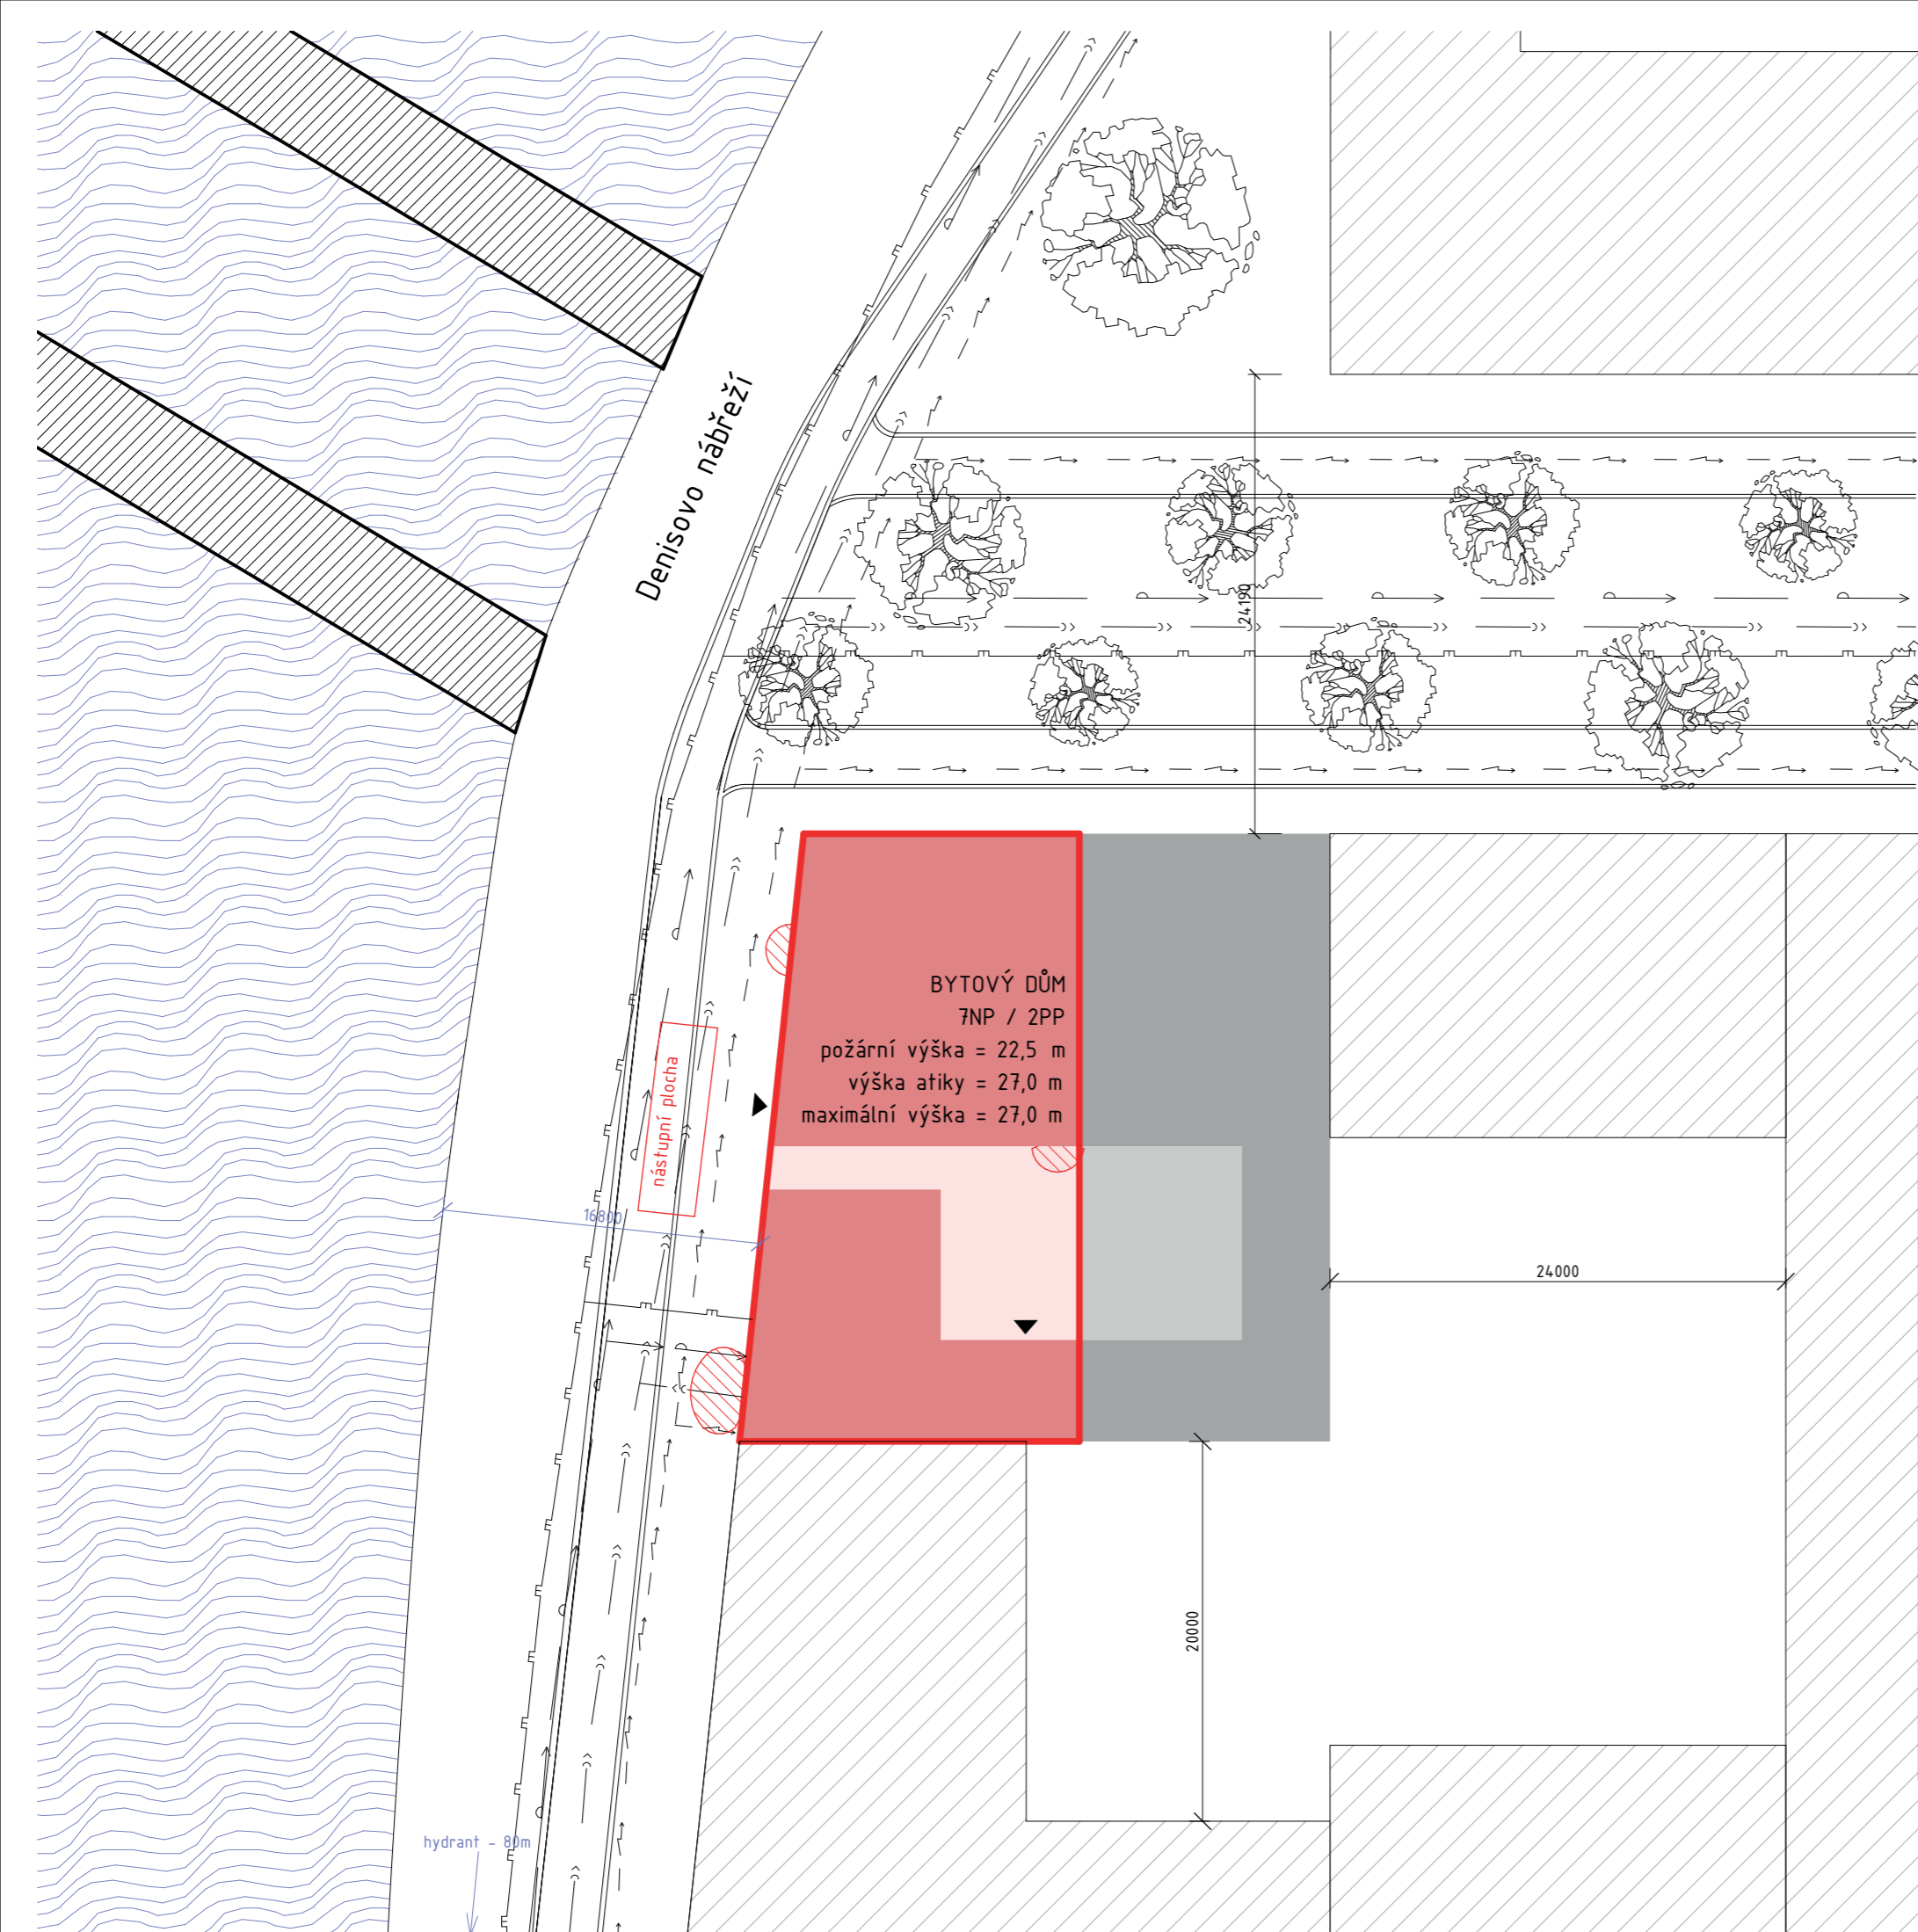 Denisovo nábřeží
24190
BYTOVÝ DŮM
7NP / 2PP
požární výška = 22,5 m
výška atiky = 27,0 m
maximální výška = 27,0 m
nástupní plocha
16800
24000
20000
hydrant - 80m